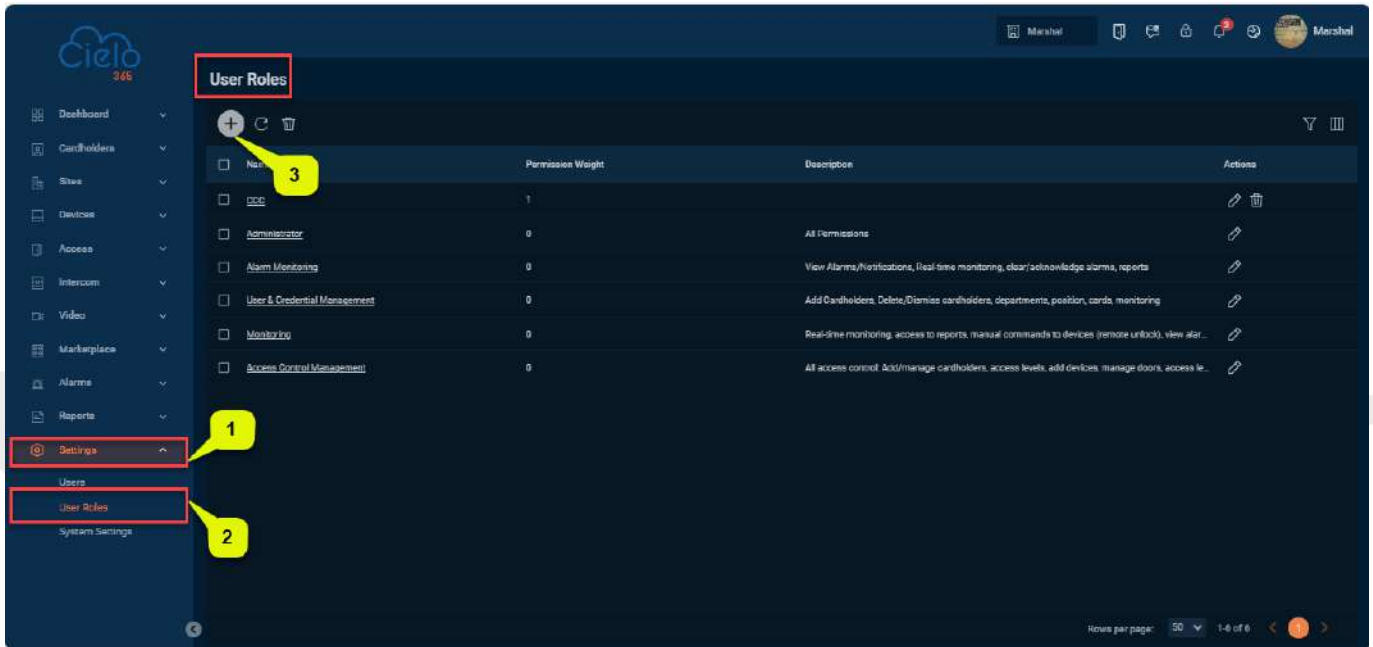 Cielo
365
Marshal
3
Marshal
User Roles
Dashboard
Cardholders
Sites
Devices
Access
Intercom
Video
Marketplace
Alarms
Reports
Settings
Users
User Roles
System Settings
3
Permission Weight Description Actions
CCC 1
Administrator 0 All Permissions
Alarm Monitoring 0 View Alarms/Notifications, Real-time monitoring, clear/acknowledge alarms, reports
User & Credential Management 0 Add Cardholders, Delete/Dismiss cardholders, departments, position, cards, monitoring
Monitoring 0 Real-time monitoring, access to reports, manual commands to devices (remote unlock), view alar...
Access Control Management 0 All access control: Add/manage cardholders, access levels, add devices, manage doors, access le...
1
2
Rows per page: 50 1-6 of 6 < 1 >